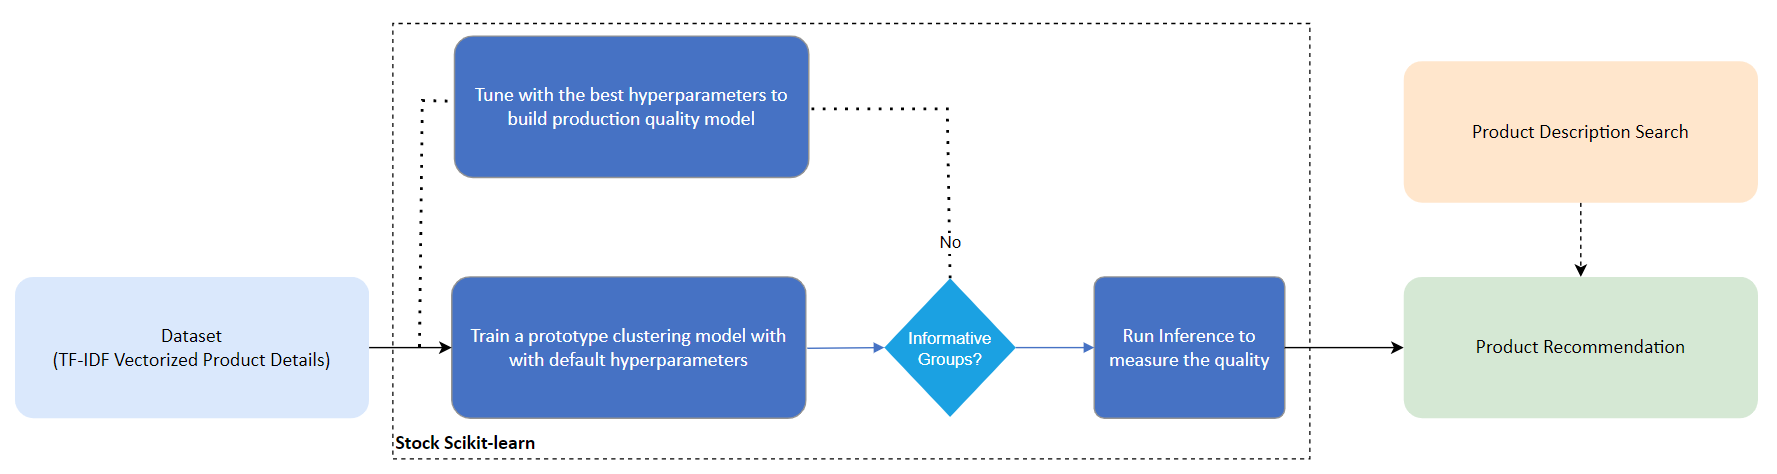 Tune with the best hyperparameters to
build production quality model
Product Description Search
No
Dataset
(TF-IDF Vectorized Product Details)
Train a prototype clustering model with
with default hyperparameters
Informative
Groups?
Run Inference to
measure the quality
Product Recommendation
Stock Scikit-learn